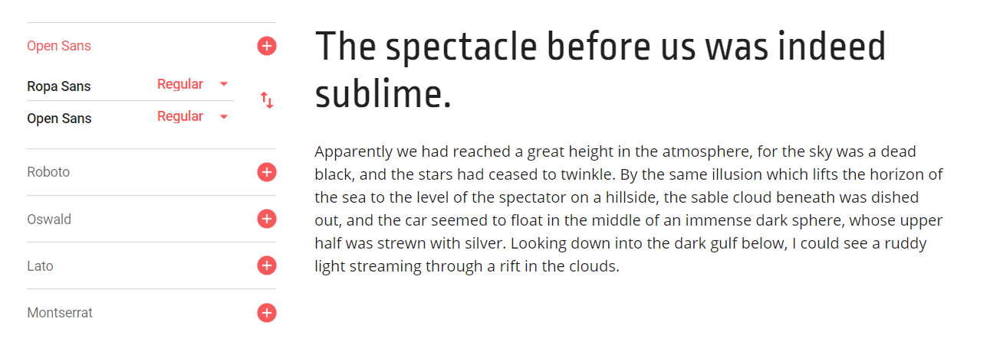 Open Sans
Ropa Sans Regular
Open Sans Regular
Roboto
Oswald
Lato
Montserrat
The spectacle before us was indeed
sublime.
Apparently we had reached a great height in the atmosphere, for the sky was a dead
black, and the stars had ceased to twinkle. By the same illusion which lifts the horizon of
the sea to the level of the spectator on a hillside, the sable cloud beneath was dished
out, and the car seemed to float in the middle of an immense dark sphere, whose upper
half was strewn with silver. Looking down into the dark gulf below, I could see a ruddy
light streaming through a rift in the clouds.